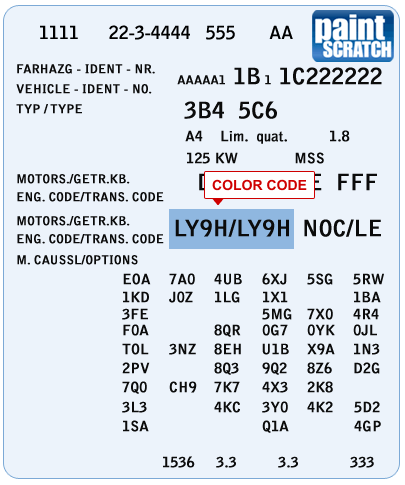 1111 22-3-4444 555 AA
paint
SCRATCH
FARHAZG - IDENT - NR.
VEHICLE - IDENT - NO.
AAAAA1 1B 1 1C222222
TYP / TYPE
3B4 5C6
A4 Lim. quat. 1.8
125 KW MSS
MOTORS./GETR.KB.
ENG. CODE/TRANS. CODE
COLOR CODE
FFF
MOTORS./GETR.KB.
ENG. CODE/TRANS. CODE
LY9H/LY9H N0C/LE
M. CAUSSL/OPTIONS
E0A 7A0 4UB 6XJ 5SG 5RW
1KD J0Z 1LG 1X1 1BA
3FE 5MG 7X0 4R4
F0A 8QR 0G7 0YK 0JL
T0L 3NZ 8EH U1B X9A 1N3
2PV 8Q3 9Q2 8Z6 D2G
7Q0 CH9 7K7 4X3 2K8
3L3 4KC 3Y0 4K2 5D2
1SA Q1A 4GP
1536 3.3 3.3 333